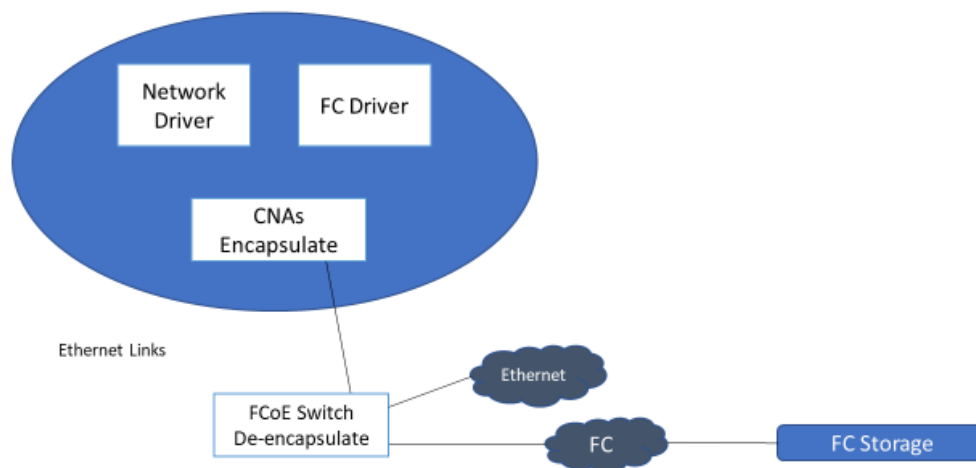 Network
Driver
FC Driver
CNAs
Encapsulate
Ethernet Links
Ethernet
FCoE Switch
De-encapsulate
FC
FC Storage